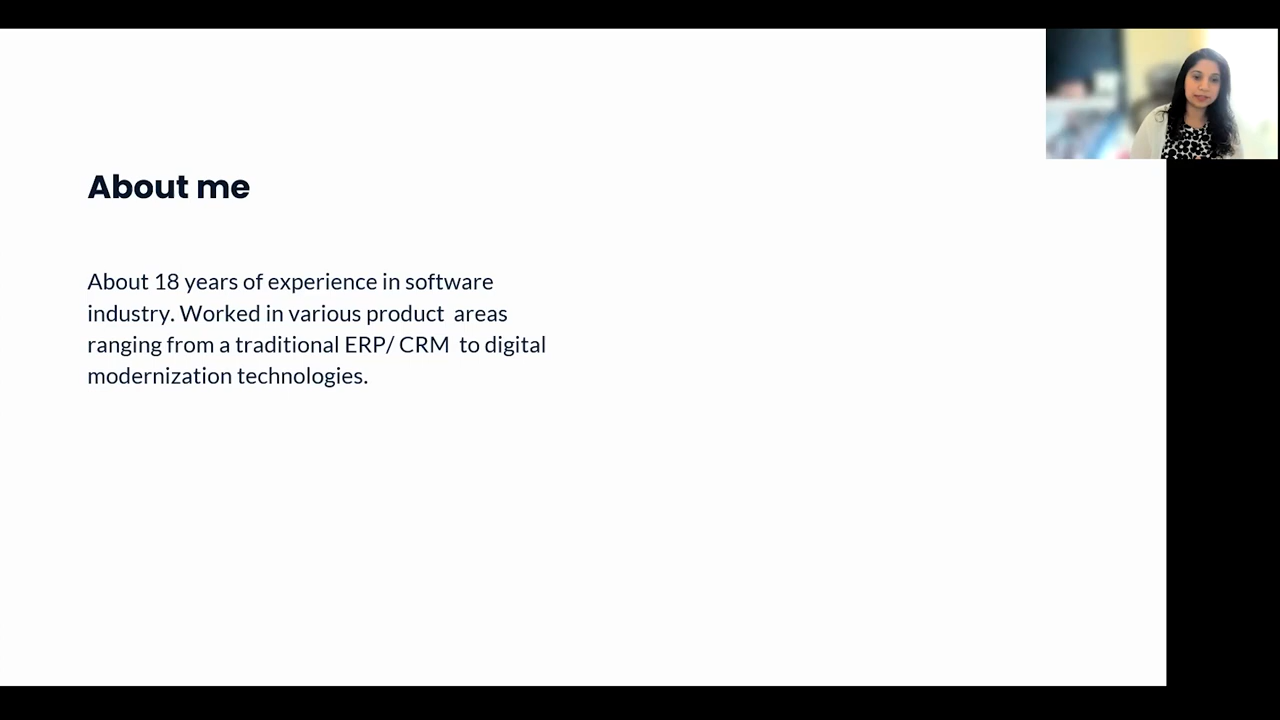 About me
About 18 years of experience in software
industry. Worked in various product  areas
ranging from a traditional ERP/ CRM  to digital
modernization technologies.